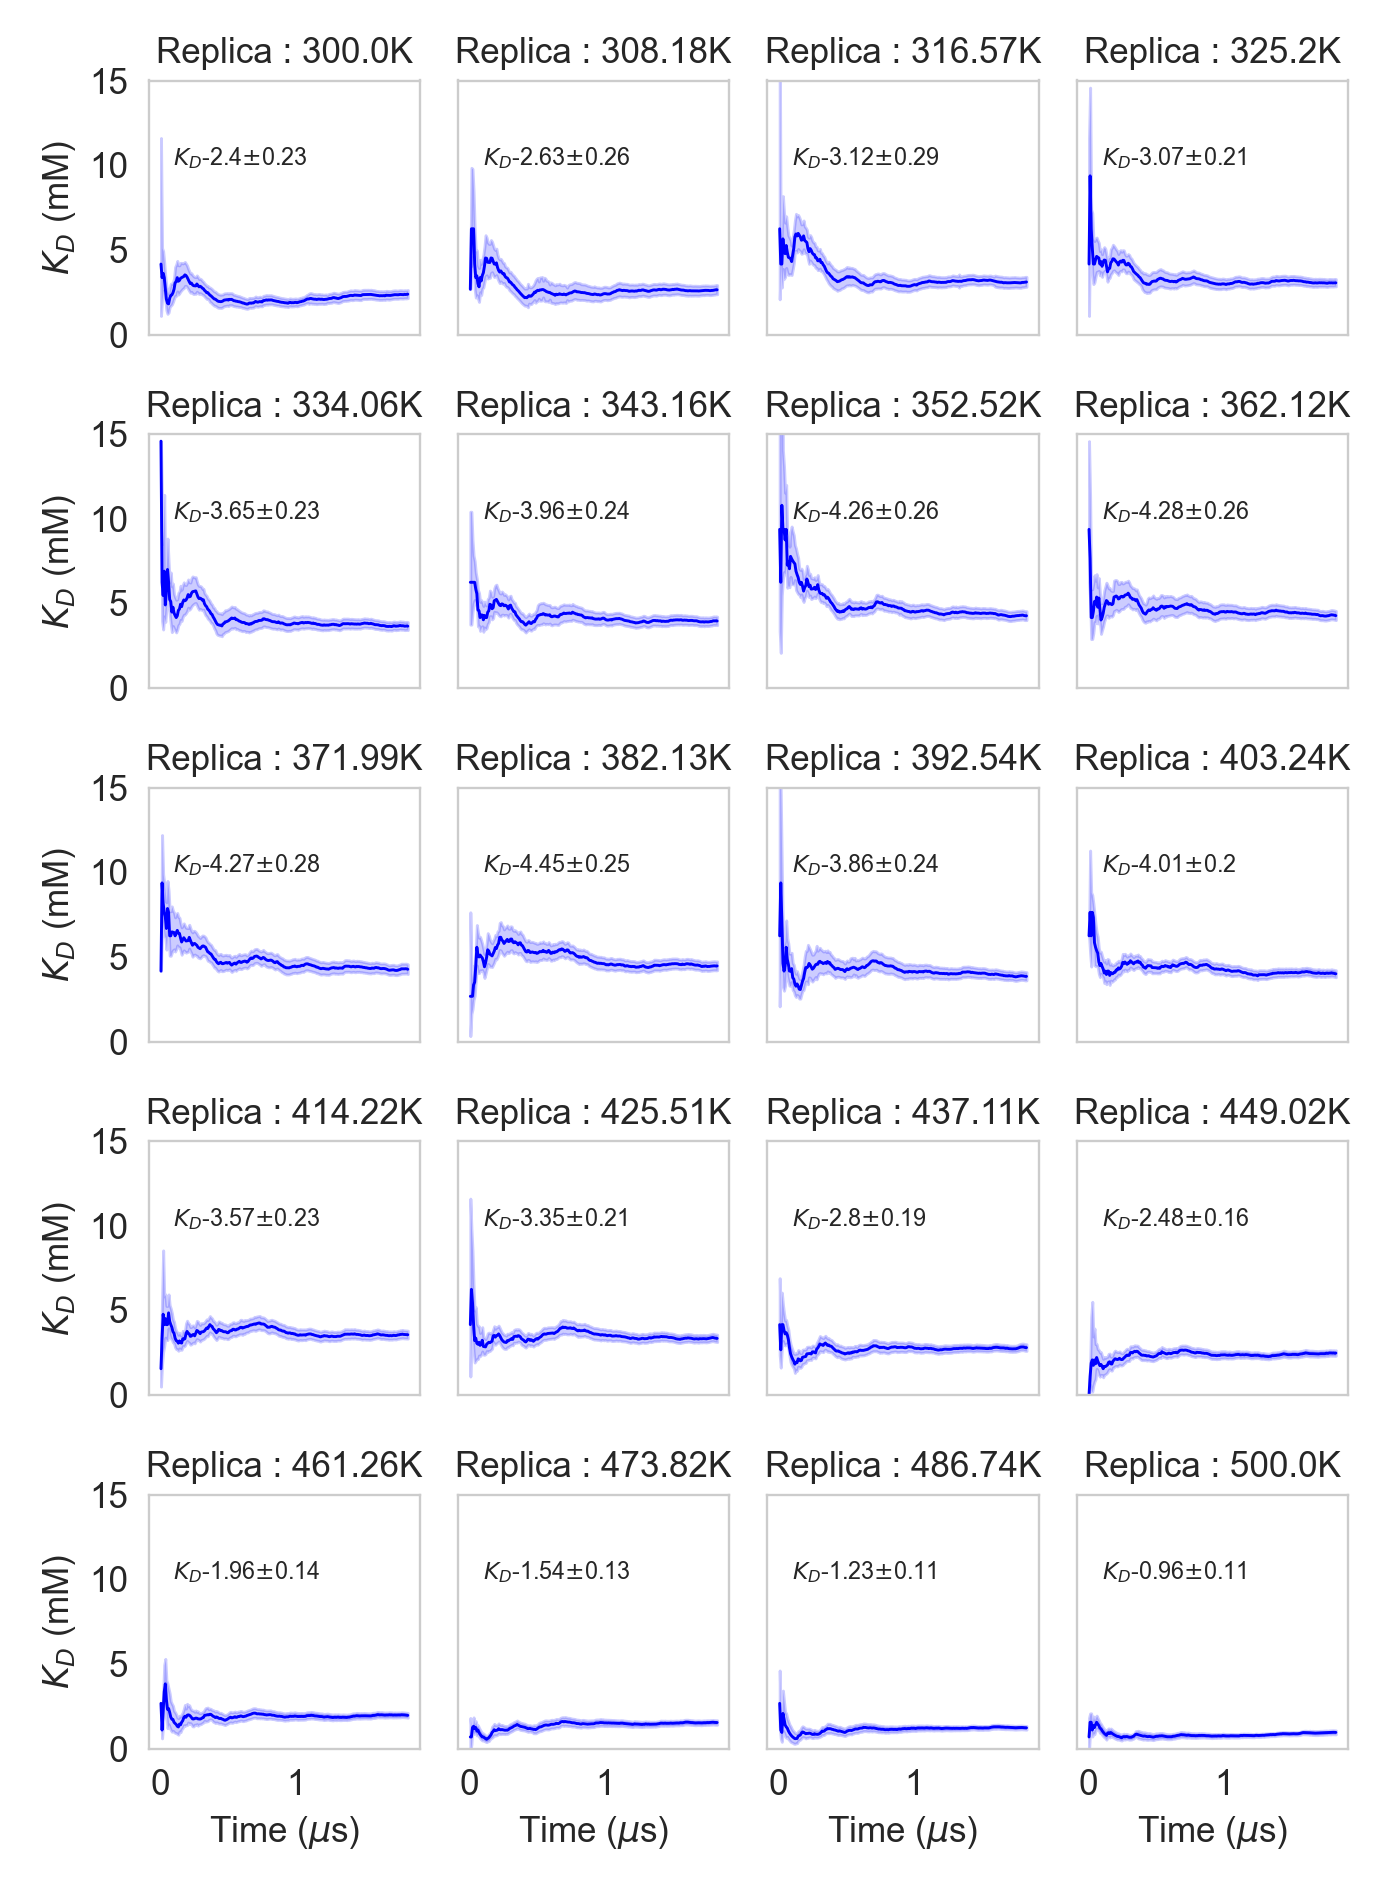 Replica : 300.0K Replica : 308.18K Replica : 316.57K Replica : 325.2K
15
10
5
0
K_D (mM)
K_D-2.4±0.23 K_D-2.63±0.26 K_D-3.12±0.29 K_D-3.07±0.21
Replica : 334.06K Replica : 343.16K Replica : 352.52K Replica : 362.12K
15
10
5
0
K_D (mM)
K_D-3.65±0.23 K_D-3.96±0.24 K_D-4.26±0.26 K_D-4.28±0.26
Replica : 371.99K Replica : 382.13K Replica : 392.54K Replica : 403.24K
15
10
5
0
K_D (mM)
K_D-4.27±0.28 K_D-4.45±0.25 K_D-3.86±0.24 K_D-4.01±0.2
Replica : 414.22K Replica : 425.51K Replica : 437.11K Replica : 449.02K
15
10
5
0
K_D (mM)
K_D-3.57±0.23 K_D-3.35±0.21 K_D-2.8±0.19 K_D-2.48±0.16
Replica : 461.26K Replica : 473.82K Replica : 486.74K Replica : 500.0K
15
10
5
0
K_D (mM)
K_D-1.96±0.14 K_D-1.54±0.13 K_D-1.23±0.11 K_D-0.96±0.11
0 1 0 1 0 1 0 1
Time (μs) Time (μs) Time (μs) Time (μs)